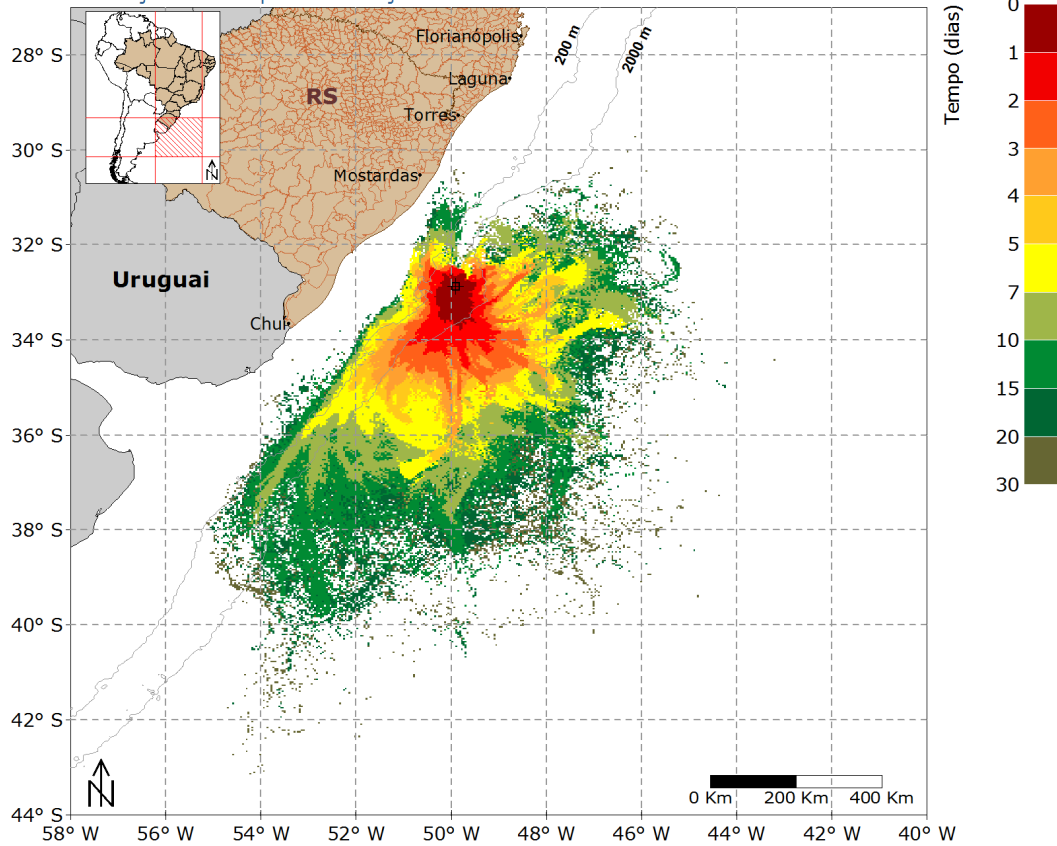 Florianópolis
Laguna
Torres
Mostardas
Chuí
RS
Uruguai
200 m
2000 m
N
N
28° S
30° S
32° S
34° S
36° S
38° S
40° S
42° S
44° S
58° W
56° W
54° W
52° W
50° W
48° W
46° W
44° W
42° W
40° W
0 Km
200 Km
400 Km
Tempo (dias)
0
1
2
3
4
5
7
10
15
20
30